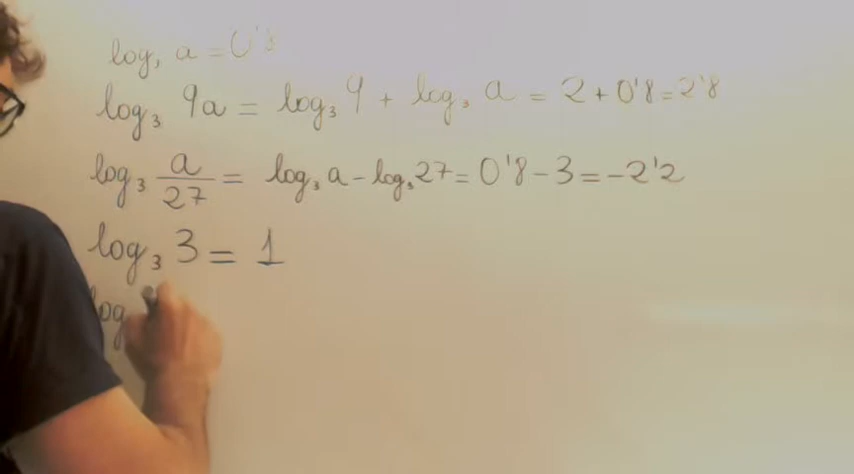 log₃ a = 0'8
log₃ 9a = log₃ 9 + log₃ a = 2 + 0'8 = 2'8
log₃ a/27 = log₃ a - log₃ 27 = 0'8 - 3 = -2'2
log₃ 3 = 1
log